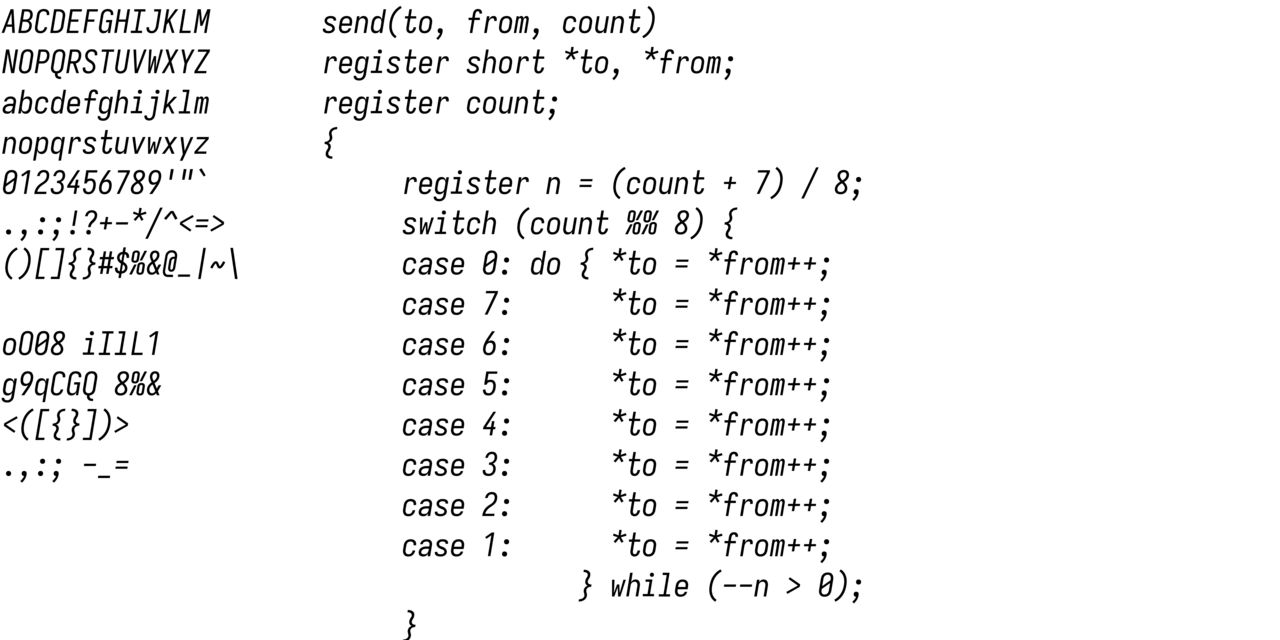 ABCDEFGHIJKLM
NOPQRSTUVWXYZ
abcdefghijklm
nopqrstuvwxyz
0123456789'"`
.,:;!?+-*/^<=>
()[]{}#$%&@_|~\
oO08 iIlL1
g9qCGQ 8%&
<([{}])>
.,:; -_=
send(to, from, count)
register short *to, *from;
register count;
{
    register n = (count + 7) / 8;
    switch (count %% 8) {
    case 0: do { *to = *from++;
    case 7:      *to = *from++;
    case 6:      *to = *from++;
    case 5:      *to = *from++;
    case 4:      *to = *from++;
    case 3:      *to = *from++;
    case 2:      *to = *from++;
    case 1:      *to = *from++;
            } while (--n > 0);
    }